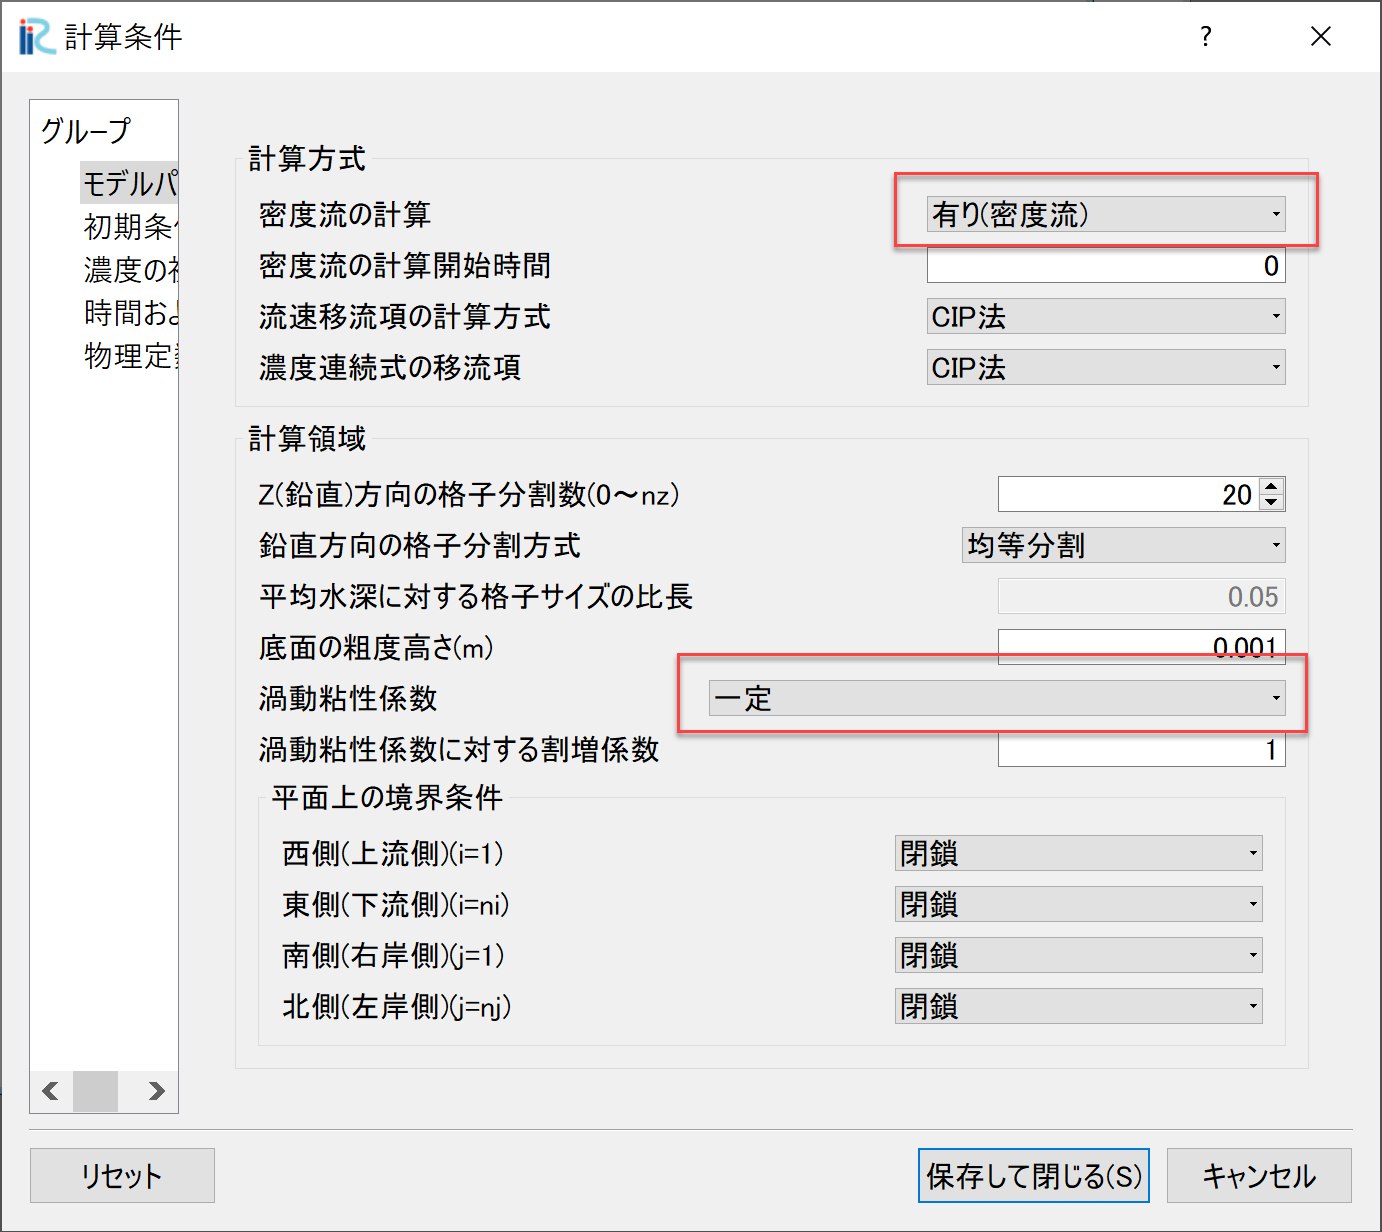 iRC 計算条件 ?
グループ
モデルパ
初期条件
濃度の初
時間およ
物理定数
計算方式
密度流の計算 有り(密度流)
密度流の計算開始時間 0
流速移流項の計算方式 CIP法
濃度連続式の移流項 CIP法
計算領域
Z(鉛直)方向の格子分割数(0～nz) 20
鉛直方向の格子分割方式 均等分割
平均水深に対する格子サイズの比長 0.05
底面の粗度高さ(m) 0.001
渦動粘性係数 一定
渦動粘性係数に対する割増係数 1
平面上の境界条件
西側(上流側)(i=1) 閉鎖
東側(下流側)(i=ni) 閉鎖
南側(右岸側)(j=1) 閉鎖
北側(左岸側)(j=nj) 閉鎖
リセット 保存して閉じる(S) キャンセル